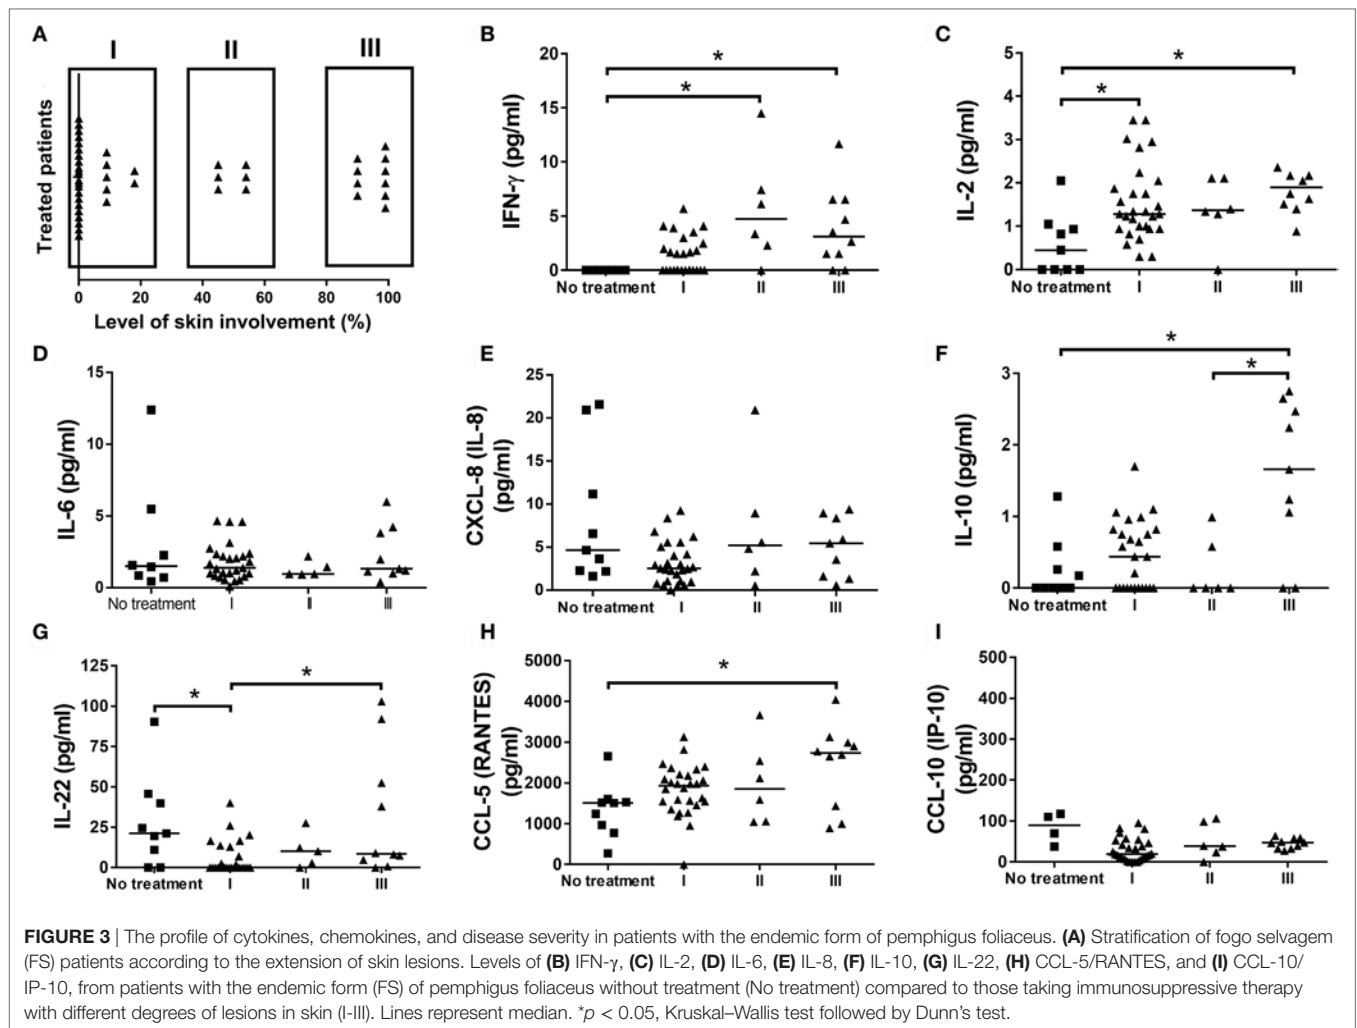 A
I II III
Treated patients
0 20 40 60 80 100
Level of skin involvement (%)
B
IFN-γ (pg/ml)
20
15
10
5
0
* 
*
No treatment I II III
C
IL-2 (pg/ml)
5
4
3
2
1
0
*
*
No treatment I II III
D
IL-6 (pg/ml)
15
10
5
0
No treatment I II III
E
CXCL-8 (IL-8)
(pg/ml)
25
20
15
10
5
0
No treatment I II III
F
IL-10 (pg/ml)
3
2
1
0
*
*
No treatment I II III
G
IL-22 (pg/ml)
125
100
75
50
25
0
*
*
No treatment I II III
H
CCL-5 (RANTES)
(pg/ml)
5000
4000
3000
2000
1000
0
*
No treatment I II III
I
CCL-10 (IP-10)
(pg/ml)
500
400
300
200
100
0
No treatment I II III
FIGURE 3 | The profile of cytokines, chemokines, and disease severity in patients with the endemic form of pemphigus foliaceus. (A) Stratification of fogo selvagem
(FS) patients according to the extension of skin lesions. Levels of (B) IFN-γ, (C) IL-2, (D) IL-6, (E) IL-8, (F) IL-10, (G) IL-22, (H) CCL-5/RANTES, and (I) CCL-10/
IP-10, from patients with the endemic form (FS) of pemphigus foliaceus without treatment (No treatment) compared to those taking immunosuppressive therapy
with different degrees of lesions in skin (I-III). Lines represent median. *p < 0.05, Kruskal–Wallis test followed by Dunn's test.